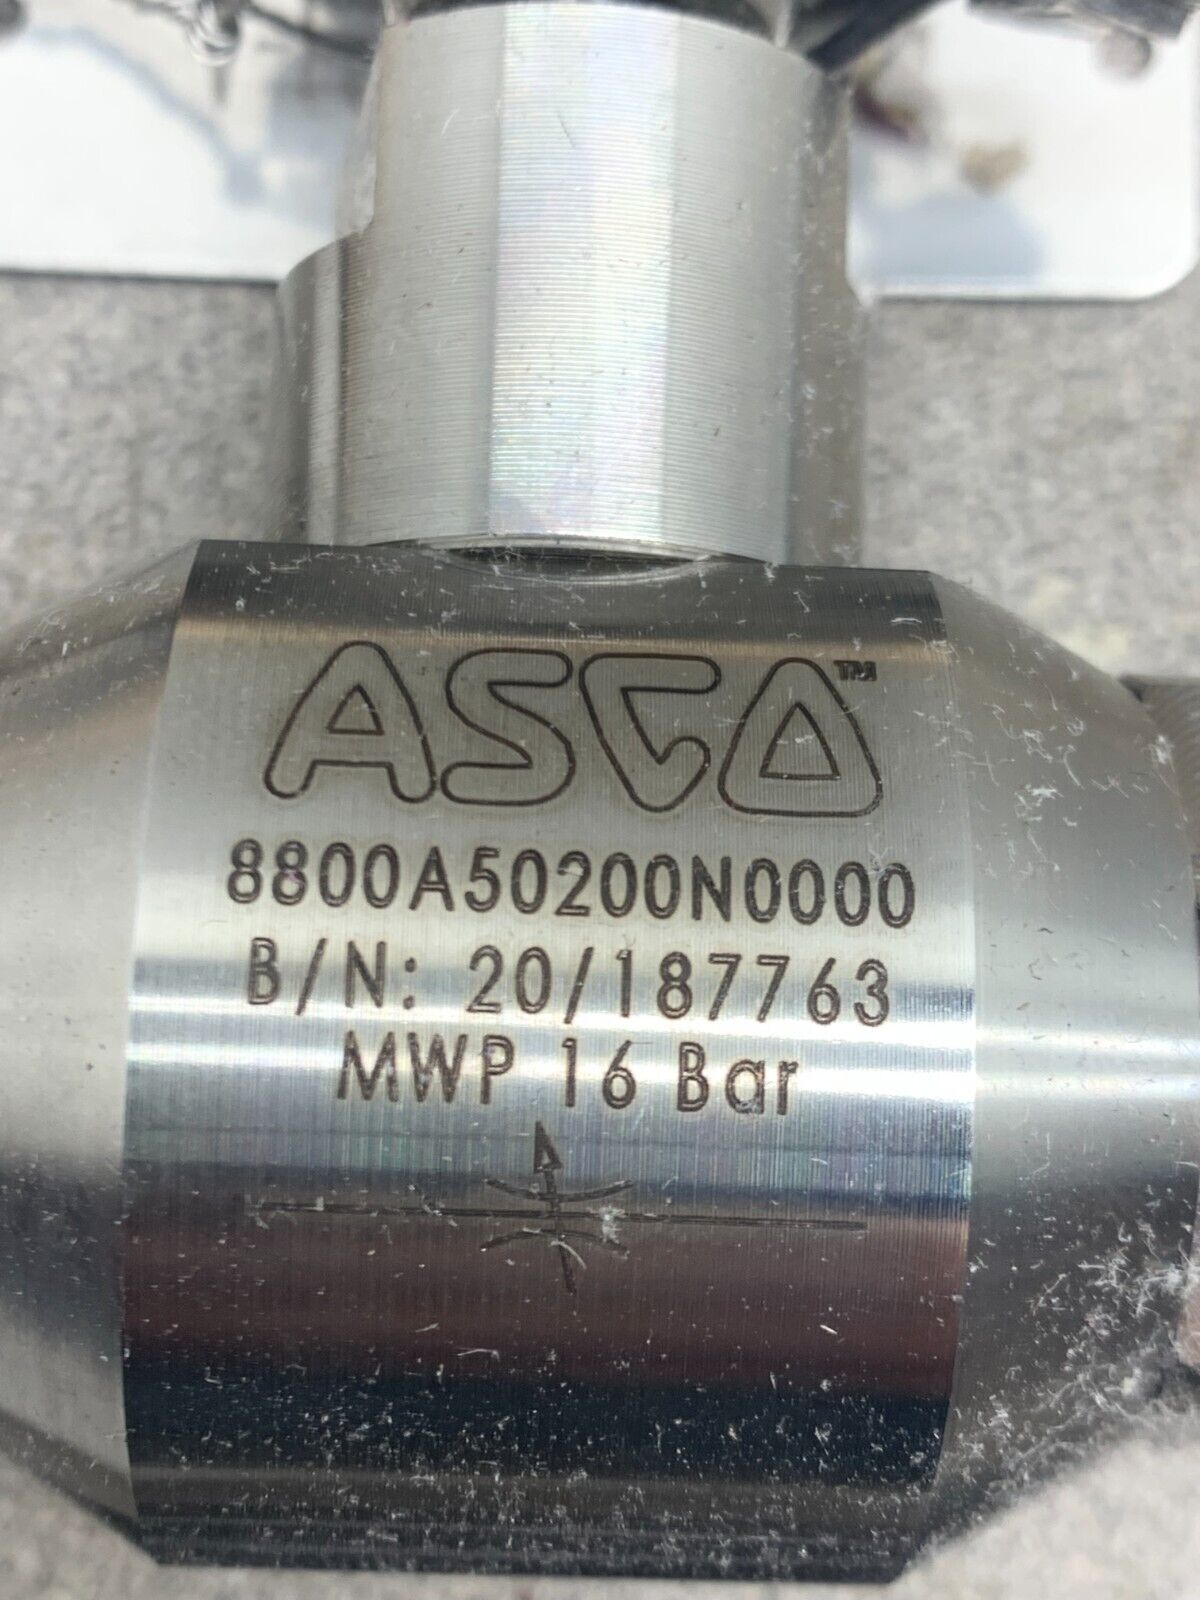 ASCO™
8800A50200N0000
B/N: 20/187763
MWP 16 Bar